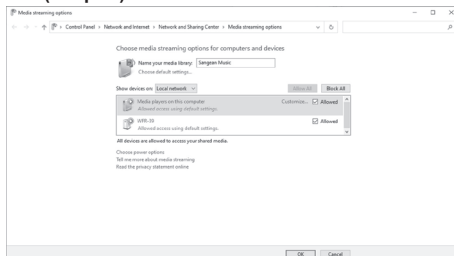 Media streaming options
Control Panel > Network and Internet > Network and Sharing Center > Media streaming options
Choose media streaming options for computers and devices
Name your media library: Sangean Music
Choose default settings...
Show devices on: Local network
Allow All
Block All
Media players on this computer
Customize...
Allowed
Allowed access using default settings.
WFR-39
Allowed
Allowed access using default settings.
All devices are allowed to access your shared media.
Choose power options
Tell me more about media streaming
Read the privacy statement online
OK
Cancel